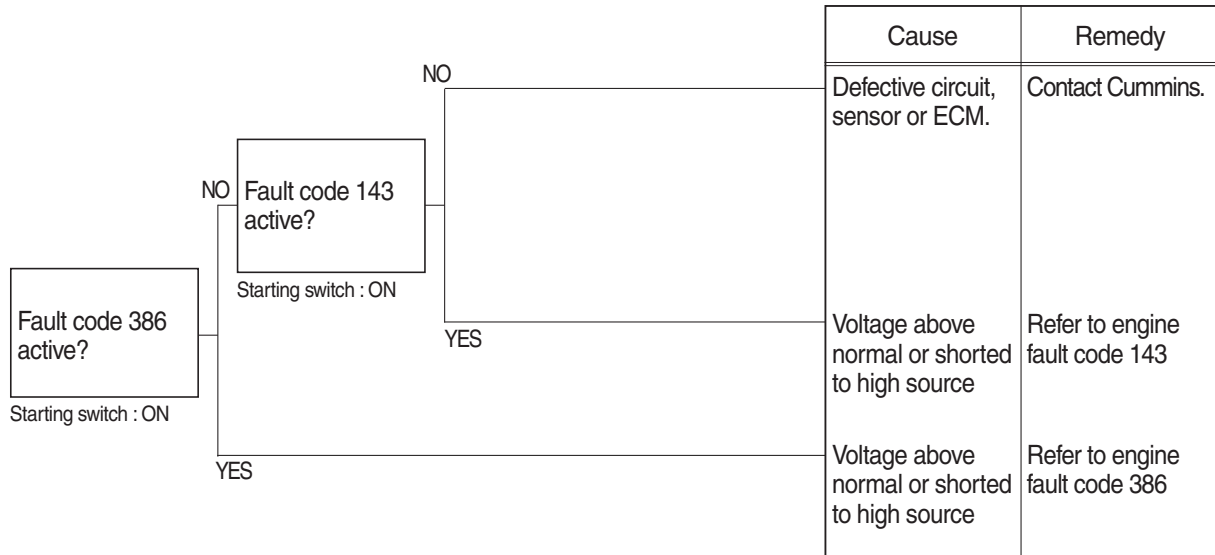 Cause
Remedy
NO
Defective circuit,
sensor or ECM.
Contact Cummins.
NO
Fault code 143
active?
Starting switch : ON
Fault code 386
active?
Starting switch : ON
YES
Voltage above
normal or shorted
to high source
Refer to engine
fault code 143
YES
Voltage above
normal or shorted
to high source
Refer to engine
fault code 386